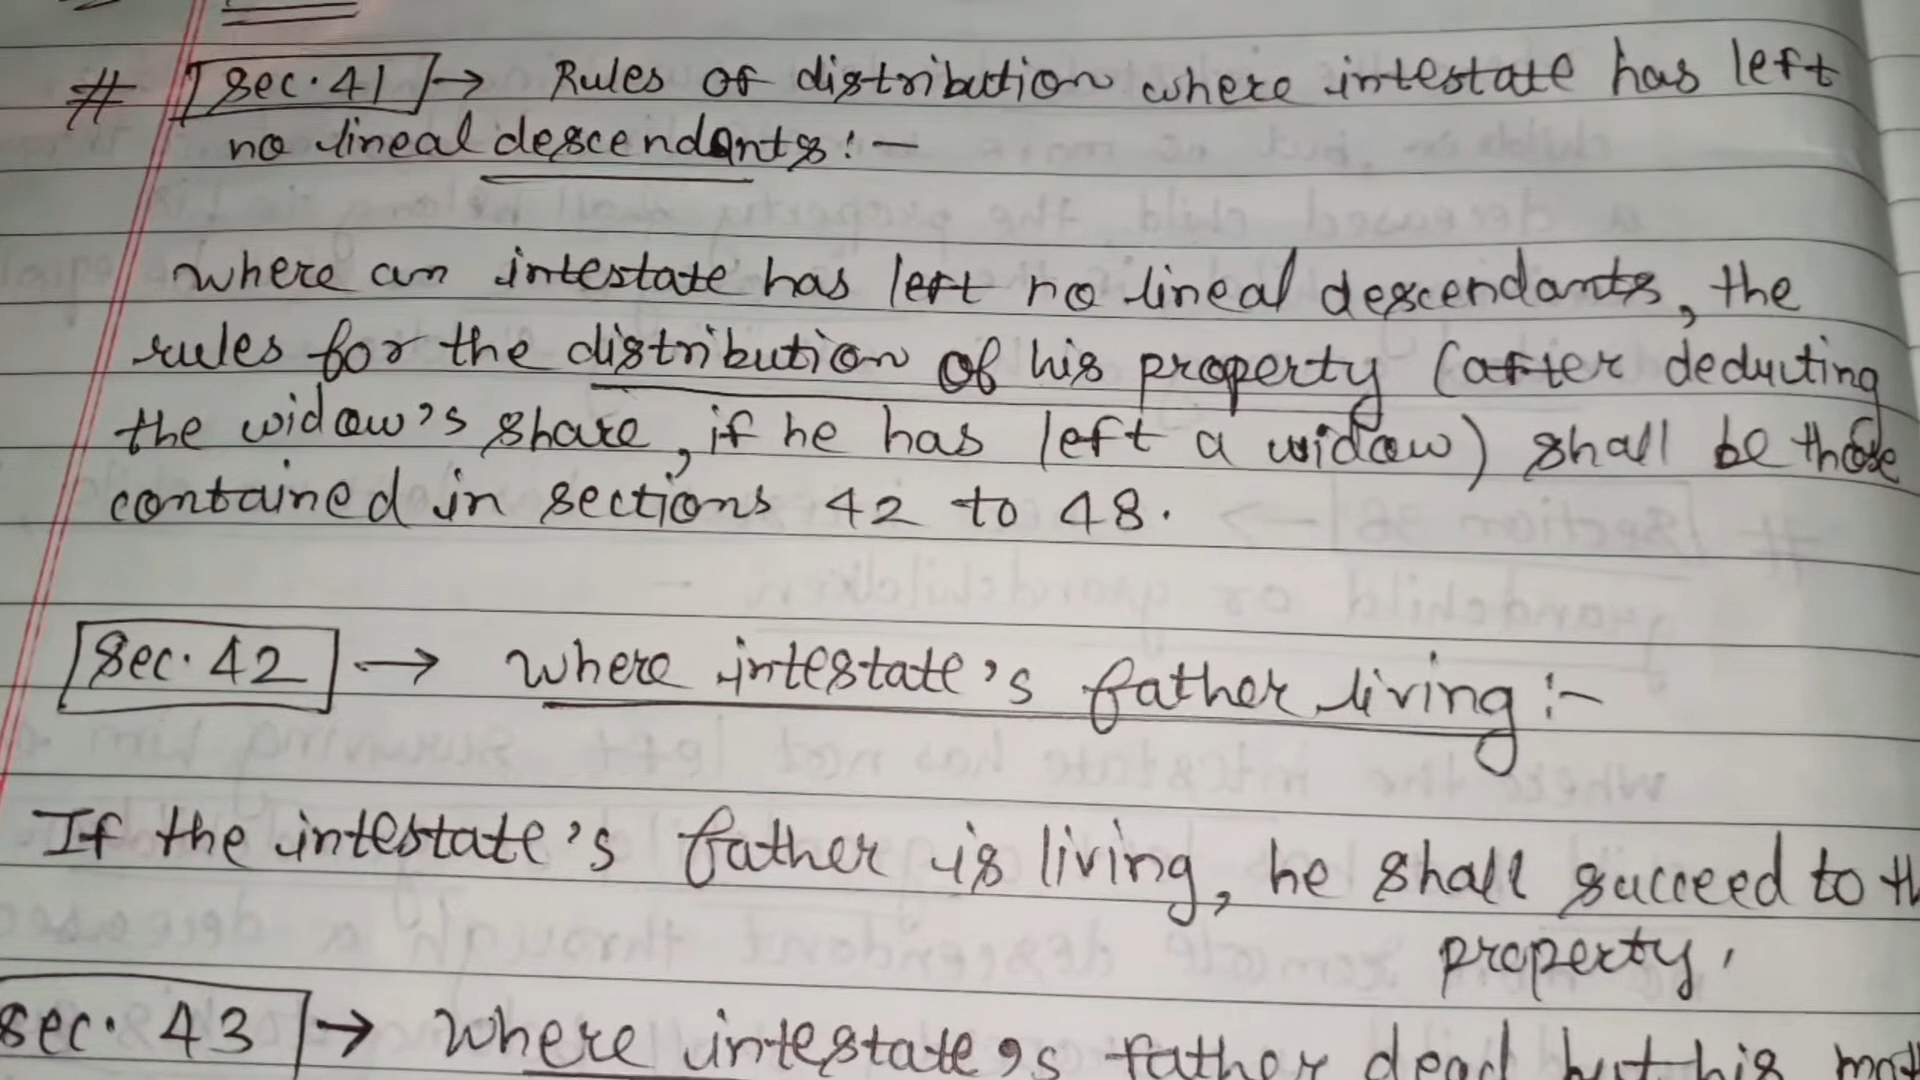 # Sec. 41 → Rules of distribution where intestate has left
no lineal descendants :-
where an intestate has left no lineal descendants, the
rules for the distribution of his property (after deducting
the widow's share, if he has left a widow) shall be those
contained in sections 42 to 48.
Sec. 42 → where intestate's father living :-
If the intestate's father is living, he shall succeed to
property.
Sec. 43 → where intestate's father dead but his